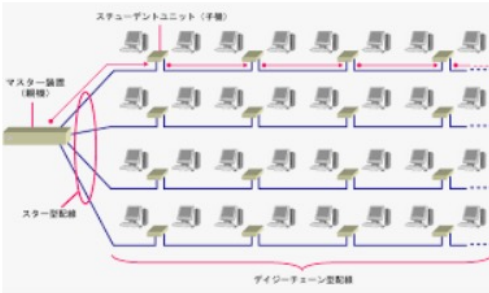 スチューデントユニット（子機）
マスター装置
（親機）
スター型配線
デイジーチェーン型配線